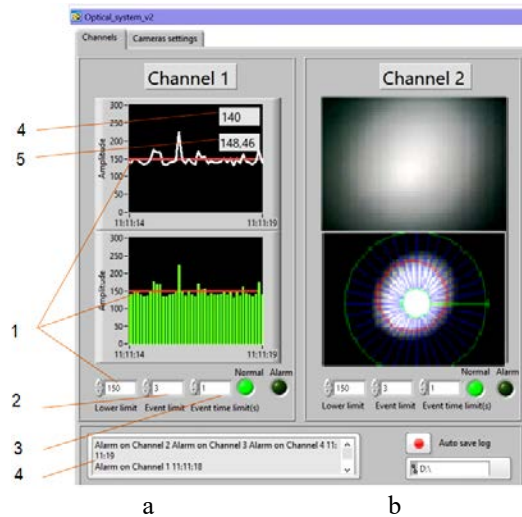 Optical_system_v2
Channels Cameras settings
Channel 1
Channel 2
4
5
1
2
3
4
Amplitude
300
250
200
150
100
50
0
11:11:14 11:11:19
140
148,46
Amplitude
300
250
200
150
100
50
0
11:11:14 11:11:19
Normal Alarm
150 3 1
Lower limit Event limit Event time limit(s)
Normal Alarm
150 3 1
Lower limit Event limit Event time limit(s)
Alarm on Channel 2 Alarm on Channel 3 Alarm on Channel 4 11:
11:19
Alarm on Channel 1 11:11:18
Auto save log
D:\
a b